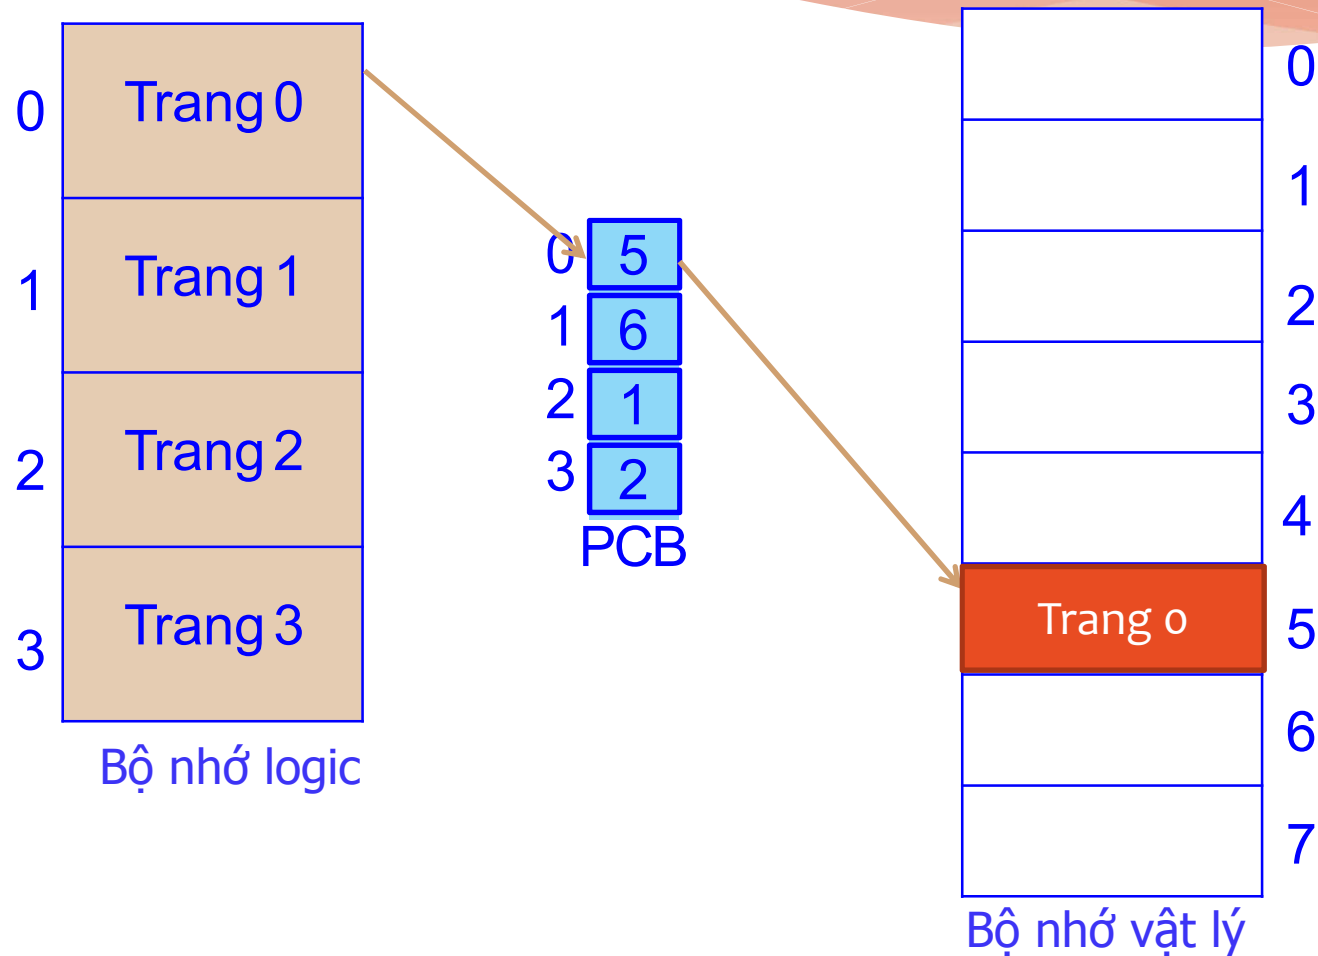 0
Trang 0
1
Trang 1
2
Trang 2
3
Trang 3
Bộ nhớ logic
0 5
1 6
2 1
3 2
PCB
0
1
2
3
4
Trang o 5
6
7
Bộ nhớ vật lý